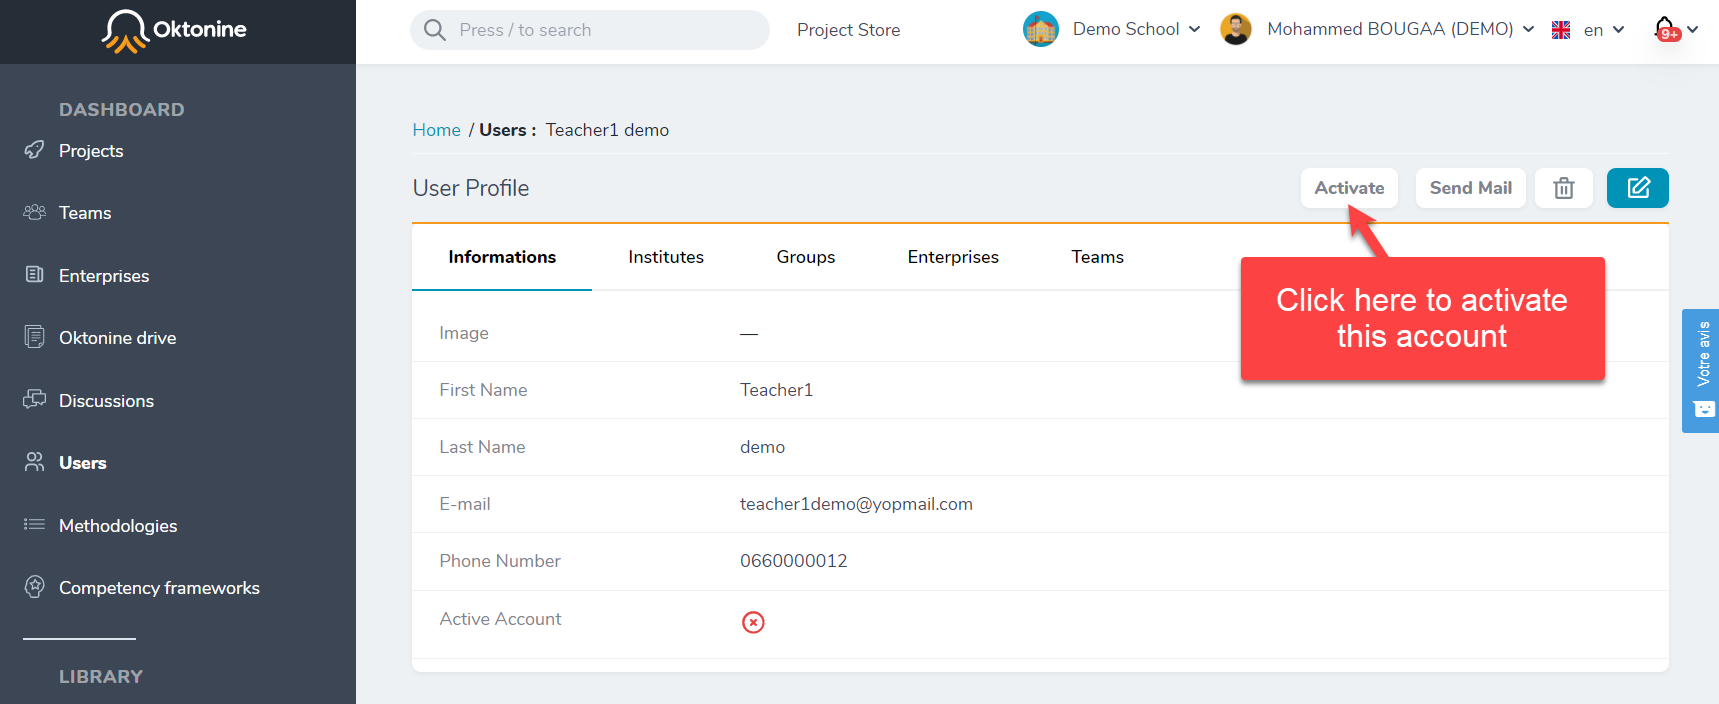 Oktonine
Press / to search
Project Store
Demo School
Mohammed BOUGAA (DEMO)
en
9+
DASHBOARD
Projects
Teams
Enterprises
Oktonine drive
Discussions
Users
Methodologies
Competency frameworks
LIBRARY
Home / Users : Teacher1 demo
User Profile
Activate
Send Mail
Informations
Institutes
Groups
Enterprises
Teams
Click here to activate
this account
Image —
First Name Teacher1
Last Name demo
E-mail teacher1demo@yopmail.com
Phone Number 0660000012
Active Account
Votre avis